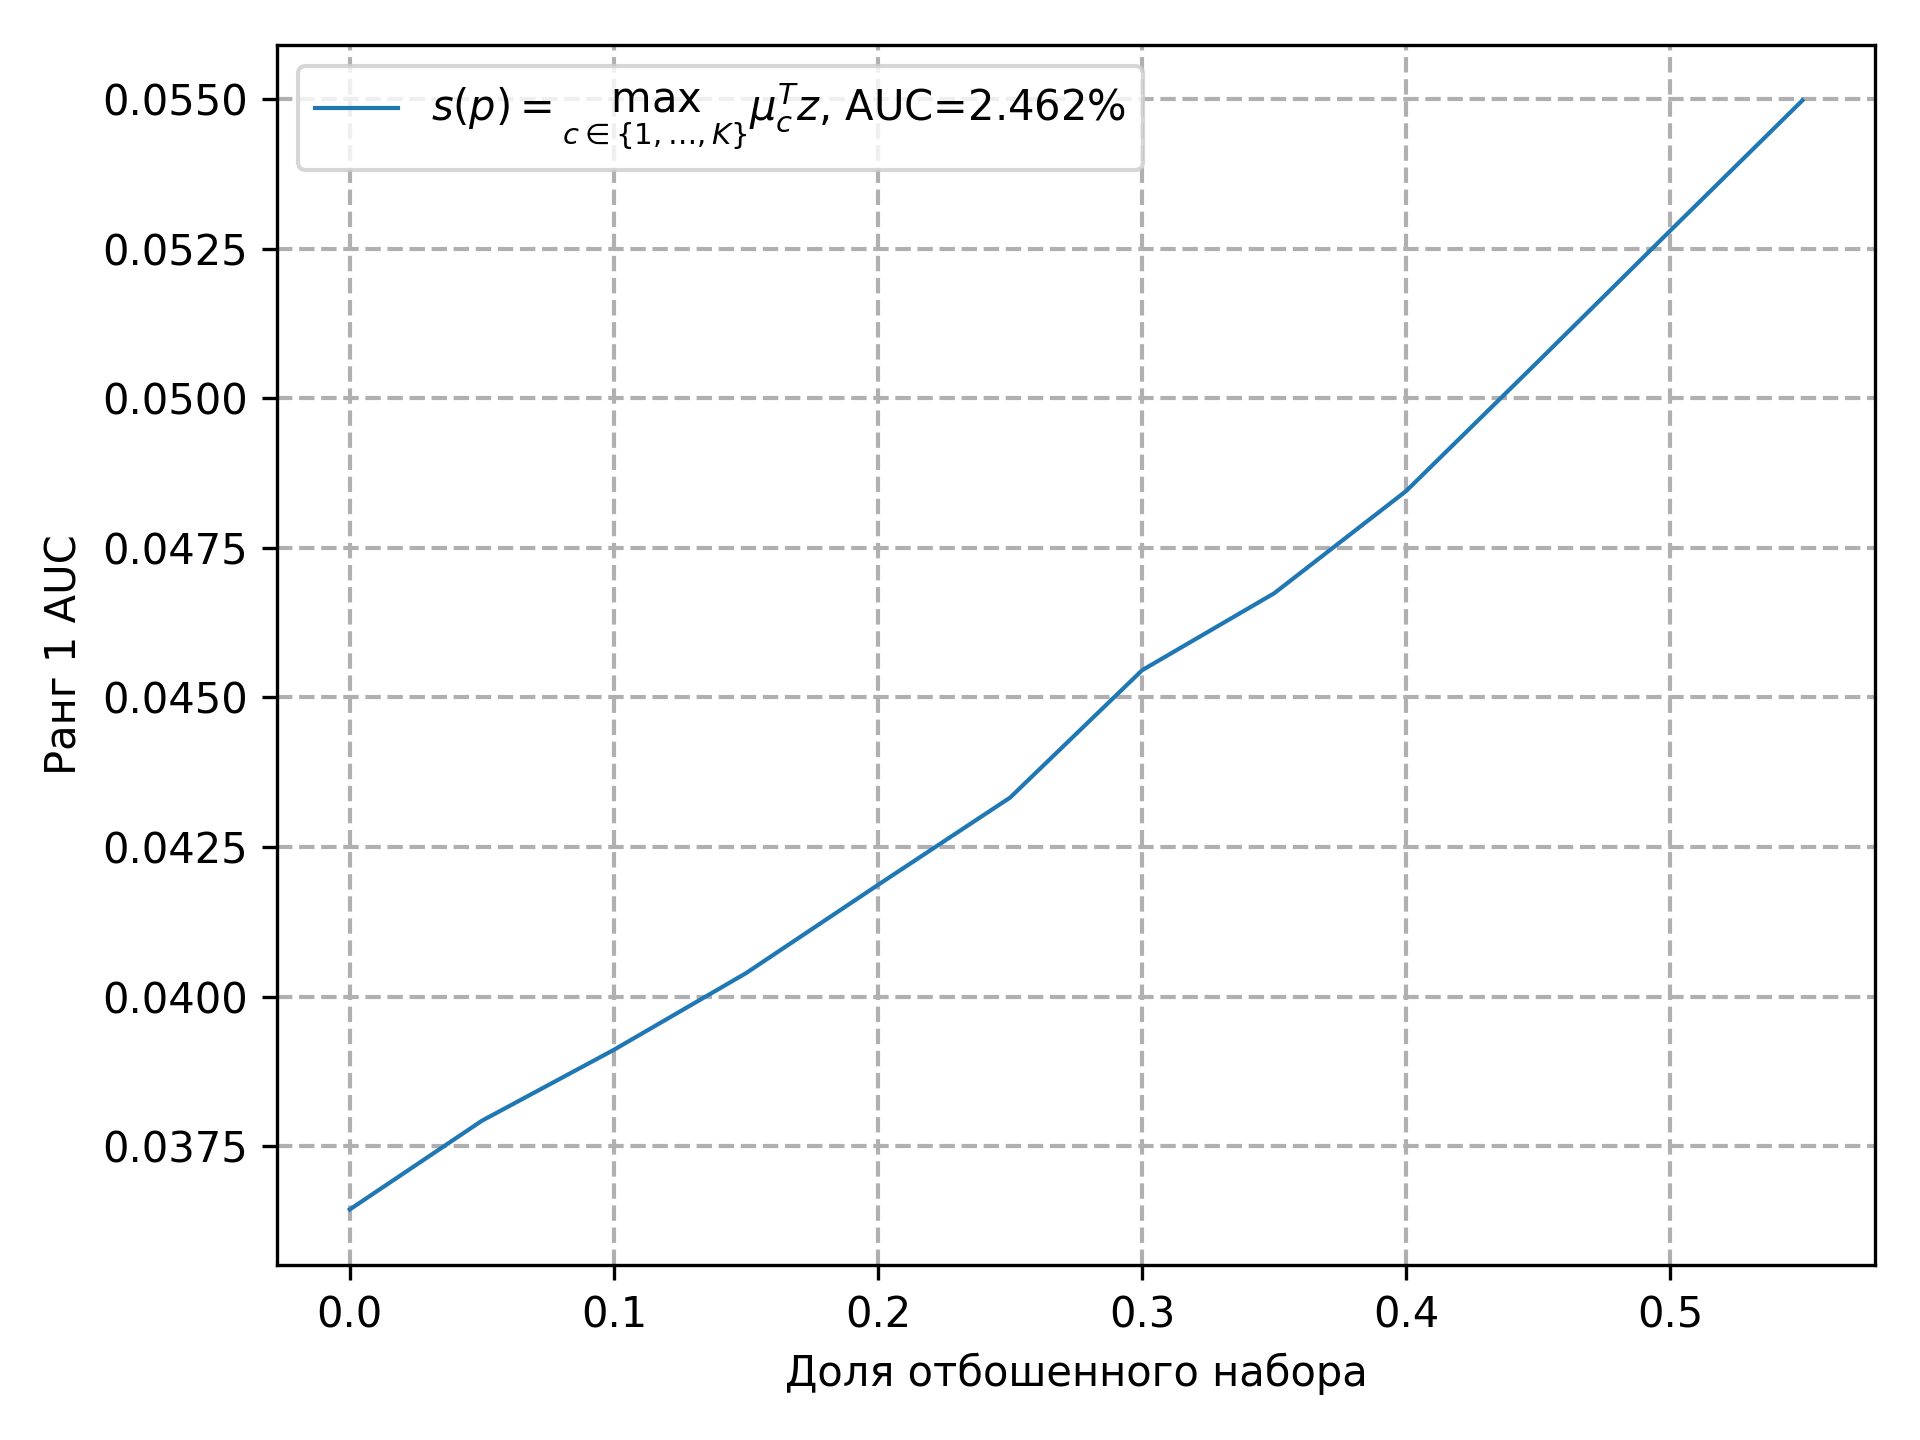 s(p) = max μ_c^T z, AUC=2.462%
c ∈ {1, ..., K}
0.0550
0.0525
0.0500
0.0475
0.0450
0.0425
0.0400
0.0375
Ранг 1 AUC
0.0 0.1 0.2 0.3 0.4 0.5
Доля отбошенного набора